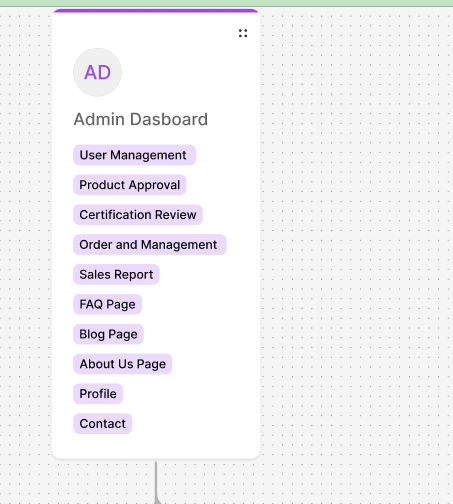 AD
Admin Dasboard
User Management
Product Approval
Certification Review
Order and Management
Sales Report
FAQ Page
Blog Page
About Us Page
Profile
Contact